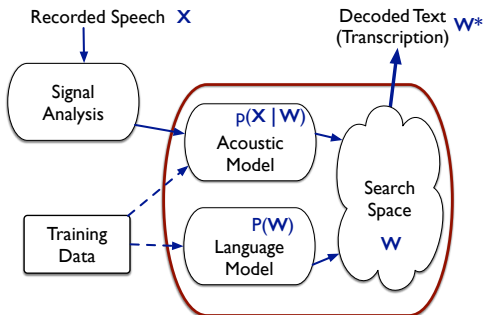 Recorded Speech X
Decoded Text
(Transcription) W*
Signal
Analysis
p(X | W)
Acoustic
Model
Search
Space
W
Training
Data
P(W)
Language
Model